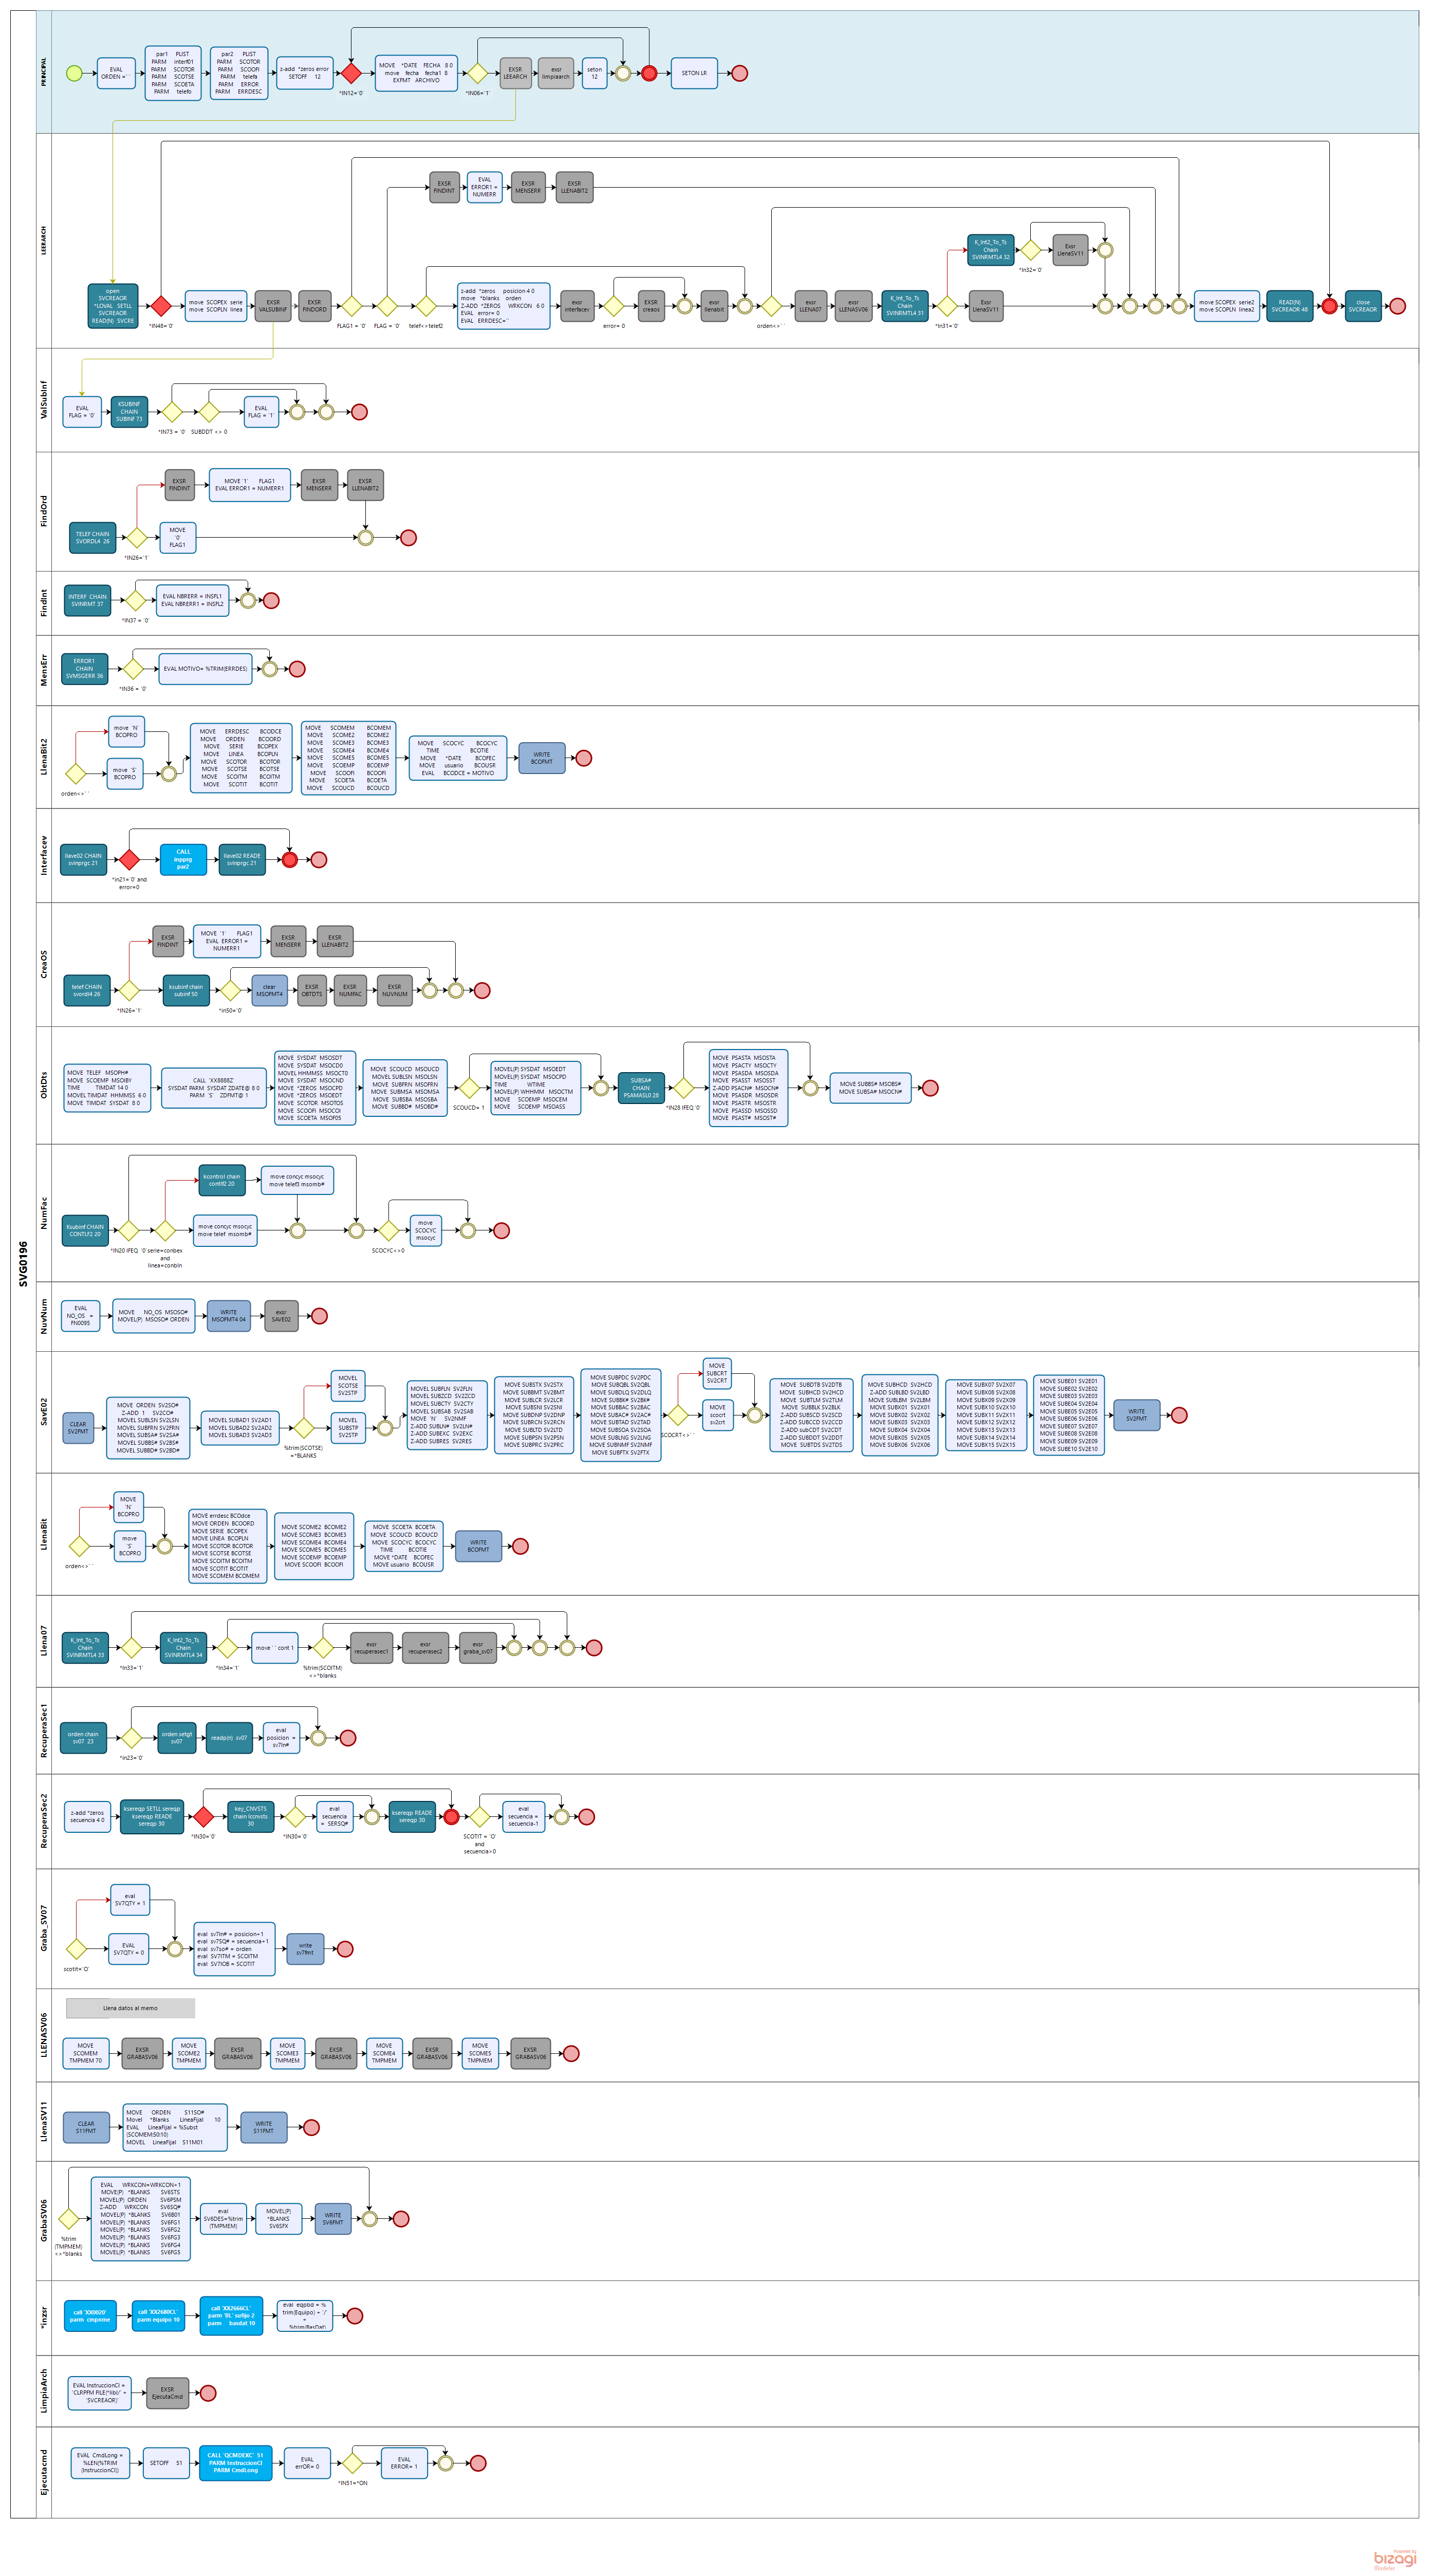 SVG0196
PRINCIPAL
EVAL
ORDEN =' '
par1 PLIST
PARM interf01
PARM SCOTOR
PARM SCOTSE
PARM SCOETA
PARM telefo
par2 PLIST
PARM SCOTOR
PARM SCOOFI
PARM telefa
PARM ERROR
PARM ERRDESC
z-add *zeros error
SETOFF 12
*IN12='0'
MOVE *DATE FECHA 8 0
move fecha fecha1 8
EXFMT ARCHIVO
*IN06='1'
EXSR
LEEARCH
exsr
limpiaarch
seton
12
SETON LR
LEERARCH
EXSR
FINDINT
EVAL
ERROR1 =
NUMERR
EXSR
MENSERR
EXSR
LLENABIT2
K_Int2_To_Ts
Chain
SVINRMTL4 32
*In32='0'
Exsr
LlenaSV11
open
SVCREAOR
*LOVAL SETLL
SVCREAOR
READ(N) SVCRE
*IN48='0'
move SCOPEX serie
move SCOPLN linea
EXSR
VALSUBINF
EXSR
FINDORD
FLAG1 = '0'
FLAG = '0'
telef<>telef2
z-add *zeros posicion 4 0
move *blanks orden
Z-ADD *ZEROS WRKCON 6 0
EVAL error= 0
EVAL ERRDESC=''
exsr
interfacev
error= 0
EXSR
creaos
exsr
llenabit
orden<>' '
exsr
LLENA07
exsr
LLENASV06
K_Int_To_Ts
Chain
SVINRMTL4 31
*In31='0'
Exsr
LlenaSV11
move SCOPEX serie2
move SCOPLN linea2
READ(N)
SVCREAOR 48
close
SVCREAOR
ValSubInf
EVAL
FLAG = '0'
KSUBINF
CHAIN
SUBINF 73
*IN73 = '0'
SUBDDT <> 0
EVAL
FLAG = '1'
FindOrd
EXSR
FINDINT
MOVE '1' FLAG1
EVAL ERROR1 = NUMERR1
EXSR
MENSERR
EXSR
LLENABIT2
TELEF CHAIN
SVORDL4 26
*IN26='1'
MOVE
'0'
FLAG1
FindInt
INTERF CHAIN
SVINRMT 37
*IN37 = '0'
EVAL NBRERR = INSFL1
EVAL NBRERR1 = INSFL2
MensErr
ERROR1
CHAIN
SVMSGERR 36
*IN36 = '0'
EVAL MOTIVO= %TRIM(ERRDES)
LlenaBit2
move 'N'
BCOPRO
move 'S'
BCOPRO
orden<>' '
MOVE ERRDESC BCODCE
MOVE ORDEN BCOORD
MOVE SERIE BCOPEX
MOVE LINEA BCOPLN
MOVE SCOTOR BCOTOR
MOVE SCOTSE BCOTSE
MOVE SCOITM BCOITM
MOVE SCOTIT BCOTIT
MOVE SCOMEM BCOMEM
MOVE SCOME2 BCOME2
MOVE SCOME3 BCOME3
MOVE SCOME4 BCOME4
MOVE SCOME5 BCOME5
MOVE SCOEMP BCOEMP
MOVE SCOOFI BCOOFI
MOVE SCOETA BCOETA
MOVE SCOUCD BCOUCD
MOVE SCOCYC BCOCYC
TIME BCOTIE
MOVE *DATE BCOFEC
MOVE usuario BCOUSR
EVAL BCODCE = MOTIVO
WRITE
BCOFMT
Interfacev
llave02 CHAIN
svinprgc 21
*in21='0' and
error=0
CALL
inpprg
par2
llave02 READE
svinprgc 21
CreaOS
EXSR
FINDINT
MOVE '1' FLAG1
EVAL ERROR1 =
NUMERR1
EXSR
MENSERR
EXSR
LLENABIT2
telef CHAIN
svordl4 26
*IN26='1'
ksubinf chain
subinf 50
*in50='0'
clear
MSOFMT4
EXSR
OBTDTS
EXSR
NUMFAC
EXSR
NUVNUM
ObtDts
MOVE TELEF MSOPH#
MOVE SCOEMP MSOIBY
TIME TIMDAT 14 0
MOVEL TIMDAT HHMMSS 6 0
MOVE TIMDAT SYSDAT 8 0
CALL 'XX8888Z'
SYSDAT PARM SYSDAT ZDATE@ 8 0
PARM 'S' ZDFMT@ 1
MOVE SYSDAT MSOSDT
MOVE SYSDAT MSOCD0
MOVEL HHMMSS MSOCT0
MOVE SYSDAT MSOCND
MOVE *ZEROS MSOCPD
MOVE *ZEROS MSOEDT
MOVE SCOTOR MSOTOS
MOVE SCOOFI MSOCOI
MOVE SCOETA MSOF05
MOVE SCOUCD MSOUCD
MOVEL SUBLSN MSOLSN
MOVE SUBFRN MSOFRN
MOVE SUBMSA MSOMSA
MOVE SUBSBA MSOSBA
MOVE SUBBD# MSOBD#
SCOUCD= 1
MOVEL(P) SYSDAT MSOEDT
MOVEL(P) SYSDAT MSOCPD
TIME WTIME
MOVEL(P) WHHMM MSOCTM
MOVE SCOEMP MSOCEM
MOVE SCOEMP MSOASS
SUBSA#
CHAIN
PSAMASL0 28
*IN28 IFEQ '0'
MOVE PSASTA MSOSTA
MOVE PSACTY MSOCTY
MOVE PSASDA MSOSDA
MOVE PSASST MSOSST
Z-ADD PSACN# MSOCN#
MOVE PSASDR MSOSDR
MOVE PSASTR MSOSTR
MOVE PSASSD MSOSSD
MOVE PSAST# MSOST#
MOVE SUBBS# MSOBS#
MOVE SUBSA# MSOCN#
NumFac
kcontrol chain
contlf2 20
move concyc msocyc
move telef3 msomb#
Ksubinf CHAIN
CONTLf2 20
*IN20 IFEQ '0'
serie=conbex
and
linea=conbln
move concyc msocyc
move telef msomb#
SCOCYC<>0
move
SCOCYC
msocyc
NuvNum
EVAL
NO_OS =
FN0095
MOVE NO_OS MSOSO#
MOVEL(P) MSOSO# ORDEN
WRITE
MSOFMT4 04
exsr
SAVE02
SavE02
CLEAR
SV2FMT
MOVE ORDEN SV2SO#
Z-ADD 1 SV2CO#
MOVEL SUBLSN SV2LSN
MOVEL SUBFRN SV2FRN
MOVEL SUBSA# SV2SA#
MOVEL SUBBS# SV2BS#
MOVEL SUBBD# SV2BD#
MOVEL SUBAD1 SV2AD1
MOVEL SUBAD2 SV2AD2
MOVEL SUBAD3 SV2AD3
%trim(SCOTSE)
=*BLANKS
MOVEL
SCOTSE
SV2STP
MOVEL
SUBSTP
SV2STP
MOVEL SUBFLN SV2FLN
MOVEL SUBZCD SV2ZCD
MOVEL SUBCTY SV2CTY
MOVEL SUBSAB SV2SAB
MOVE 'N' SV2NMF
Z-ADD SUBLN# SV2LN#
Z-ADD SUBEXC SV2EXC
Z-ADD SUBRES SV2RES
MOVE SUBSTX SV2STX
MOVE SUBBMT SV2BMT
MOVE SUBLCR SV2LCR
MOVE SUBSNI SV2SNI
MOVE SUBDNP SV2DNP
MOVE SUBRCN SV2RCN
MOVE SUBLTD SV2LTD
MOVE SUBPSN SV2PSN
MOVE SUBPRC SV2PRC
MOVE SUBPDC SV2PDC
MOVE SUBQBL SV2QBL
MOVE SUBDLQ SV2DLQ
MOVE SUBBK# SV2BK#
MOVE SUBBAC SV2BAC
MOVE SUBAC# SV2AC#
MOVE SUBTAD SV2TAD
MOVE SUBSOA SV2SOA
MOVE SUBLNG SV2LNG
MOVE SUBNMF SV2NMF
MOVE SUBFTX SV2FTX
SCOCRT<>' '
MOVE
SUBCRT
SV2CRT
MOVE
scocrt
sv2crt
MOVE SUBDTB SV2DTB
MOVE SUBHCD SV2HCD
MOVE SUBTLM SV2TLM
MOVE SUBBLK SV2BLK
Z-ADD SUBSCD SV2SCD
Z-ADD SUBCCD SV2CCD
Z-ADD subCDT SV2CDT
Z-ADD SUBDDT SV2DDT
MOVE SUBTDS SV2TDS
MOVE SUBHCD SV2HCD
Z-ADD SUBLBD SV2LBD
MOVE SUBLBM SV2LBM
MOVE SUBX01 SV2X01
MOVE SUBX02 SV2X02
MOVE SUBX03 SV2X03
MOVE SUBX04 SV2X04
MOVE SUBX05 SV2X05
MOVE SUBX06 SV2X06
MOVE SUBX07 SV2X07
MOVE SUBX08 SV2X08
MOVE SUBX09 SV2X09
MOVE SUBX10 SV2X10
MOVE SUBX11 SV2X11
MOVE SUBX12 SV2X12
MOVE SUBX13 SV2X13
MOVE SUBX14 SV2X14
MOVE SUBX15 SV2X15
MOVE SUBE01 SV2E01
MOVE SUBE02 SV2E02
MOVE SUBE03 SV2E03
MOVE SUBE04 SV2E04
MOVE SUBE05 SV2E05
MOVE SUBE06 SV2E06
MOVE SUBE07 SV2E07
MOVE SUBE08 SV2E08
MOVE SUBE09 SV2E09
MOVE SUBE10 SV2E10
WRITE
SV2FMT
LlenaBit
MOVE
'N'
BCOPRO
move
'S'
BCOPRO
orden<>' '
MOVE errdesc BCOdce
MOVE ORDEN BCOORD
MOVE SERIE BCOPEX
MOVE LINEA BCOPLN
MOVE SCOTOR BCOTOR
MOVE SCOTSE BCOTSE
MOVE SCOITM BCOITM
MOVE SCOTIT BCOTIT
MOVE SCOMEM BCOMEM
MOVE SCOME2 BCOME2
MOVE SCOME3 BCOME3
MOVE SCOME4 BCOME4
MOVE SCOME5 BCOME5
MOVE SCOEMP BCOEMP
MOVE SCOOFI BCOOFI
MOVE SCOETA BCOETA
MOVE SCOUCD BCOUCD
MOVE SCOCYC BCOCYC
TIME BCOTIE
MOVE *DATE BCOFEC
MOVE usuario BCOUSR
WRITE
BCOFMT
Llena07
K_Int_To_Ts
Chain
SVINRMTL4 33
*In33='1'
K_Int2_To_Ts
Chain
SVINRMTL4 34
*In34='1'
move ' ' cont 1
%trim(SCOITM)
<>*blanks
exsr
recuperasec1
exsr
recuperasec2
exsr
graba_sv07
RecuperaSec1
orden chain
sv07 23
*in23='0'
orden setgt
sv07
readp(n) sv07
eval
posicion =
sv7ln#
RecuperaSec2
z-add *zeros
secuencia 4 0
ksereqp SETLL sereqp
ksereqp READE
sereqp 30
*IN30='0'
key_CNVSTS
chain lccnvsts
30
*IN30='0'
eval
secuencia
= SERSQ#
ksereqp READE
sereqp 30
SCOTIT = 'O'
and
secuencia>0
eval
secuencia =
secuencia-1
Graba_SV07
eval
SV7QTY = 1
EVAL
SV7QTY = 0
scotit='O'
eval sv7ln# = posicion+1
eval sv7SQ# = secuencia+1
eval sv7so# = orden
eval SV7ITM = SCOITM
eval SV7IOB = SCOTIT
write
sv7fmt
LLENASV06
Llena datos al memo
MOVE
SCOMEM
TMPMEM 70
EXSR
GRABASV06
MOVE
SCOME2
TMPMEM
EXSR
GRABASV06
MOVE
SCOME3
TMPMEM
EXSR
GRABASV06
MOVE
SCOME4
TMPMEM
EXSR
GRABASV06
MOVE
SCOME5
TMPMEM
EXSR
GRABASV06
LlenaSV11
CLEAR
S11FMT
MOVE ORDEN S11SO#
Movel *Blanks LineaFijal 10
EVAL LineaFijal = %Subst
(SCOMEM:50:10)
MOVEL LineaFijal S11M01
WRITE
S11FMT
GrabaSV06
%trim
(TMPMEM)
<>*blanks
EVAL WRKCON=WRKCON+1
MOVE(P) *BLANKS SV6STS
MOVEL(P) ORDEN SV6PSM
Z-ADD WRKCON SV6SQ#
MOVEL(P) *BLANKS SV6B01
MOVEL(P) *BLANKS SV6FG1
MOVEL(P) *BLANKS SV6FG2
MOVEL(P) *BLANKS SV6FG3
MOVEL(P) *BLANKS SV6FG4
MOVEL(P) *BLANKS SV6FG5
eval
SV6DES=%trim
(TMPMEM)
MOVEL(P)
*BLANKS
SV6SFX
WRITE
SV6FMT
*inzsr
call 'XX0020'
parm cmpnme
call 'XX2680CL'
parm equipo 10
call 'XX2666CL'
parm 'BL' sufijo 2
parm basdat 10
eval eqpbd = %
trim(Equipo) + '/'
+
%trim(BasDat)
LimpiaArch
EVAL InstruccionCl =
'CLRPFM FILE(*libl/' +
'SVCREAOR)'
EXSR
EjecutaCmd
Ejecutacmd
EVAL CmdLong =
%LEN(%TRIM
(InstruccionCl))
SETOFF 51
CALL 'QCMDEXC' 51
PARM InstruccionCl
PARM CmdLong
EVAL
errOR= 0
*IN51=*ON
EVAL
ERROR= 1
Powered by
bizagi
Modeler